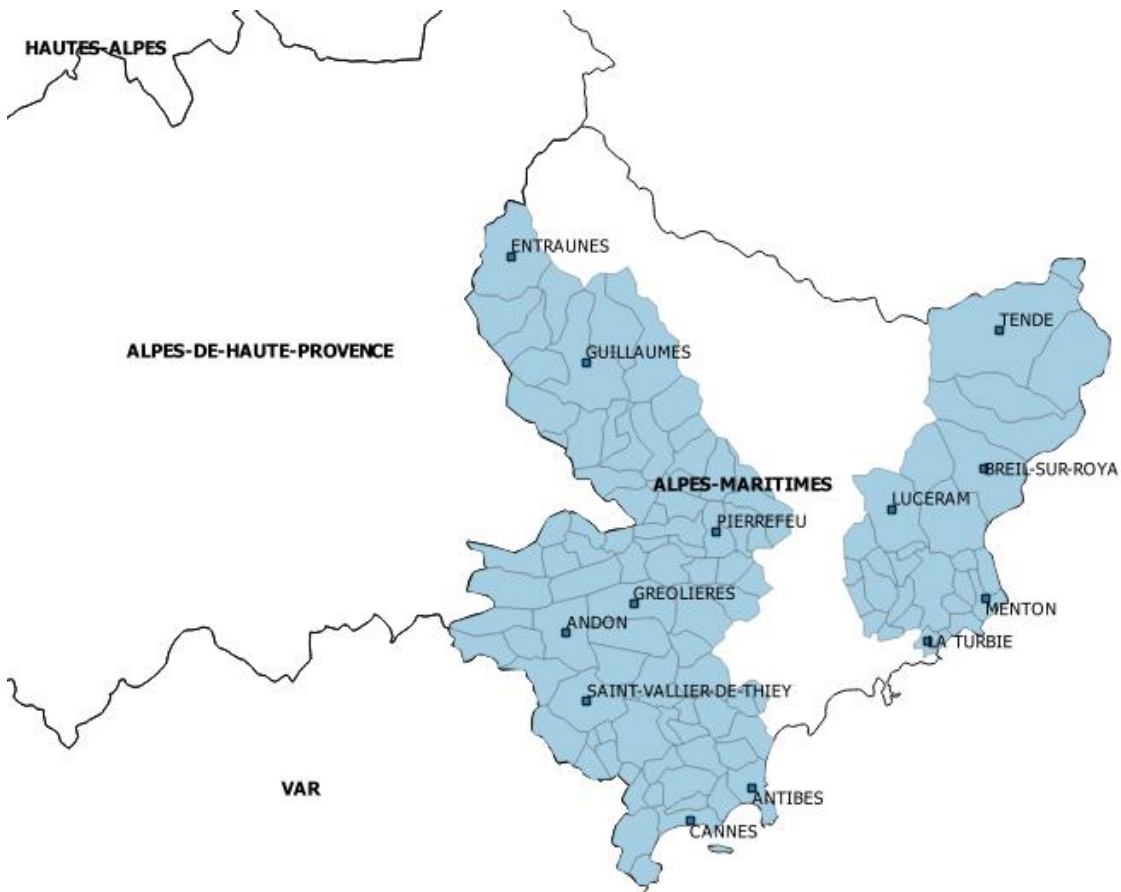 HAUTES-ALPES
ENTRAUNES
TENDE
ALPES-DE-HAUTE-PROVENCE
GUILLAUMES
BREIL-SUR-ROYA
ALPES-MARITIMES
LUCERAM
PIERREFEU
GREOLIERES
MENTON
ANDON
LA TURBIE
SAINT-VALLIER-DE-THIEY
VAR
ANTIBES
CANNES